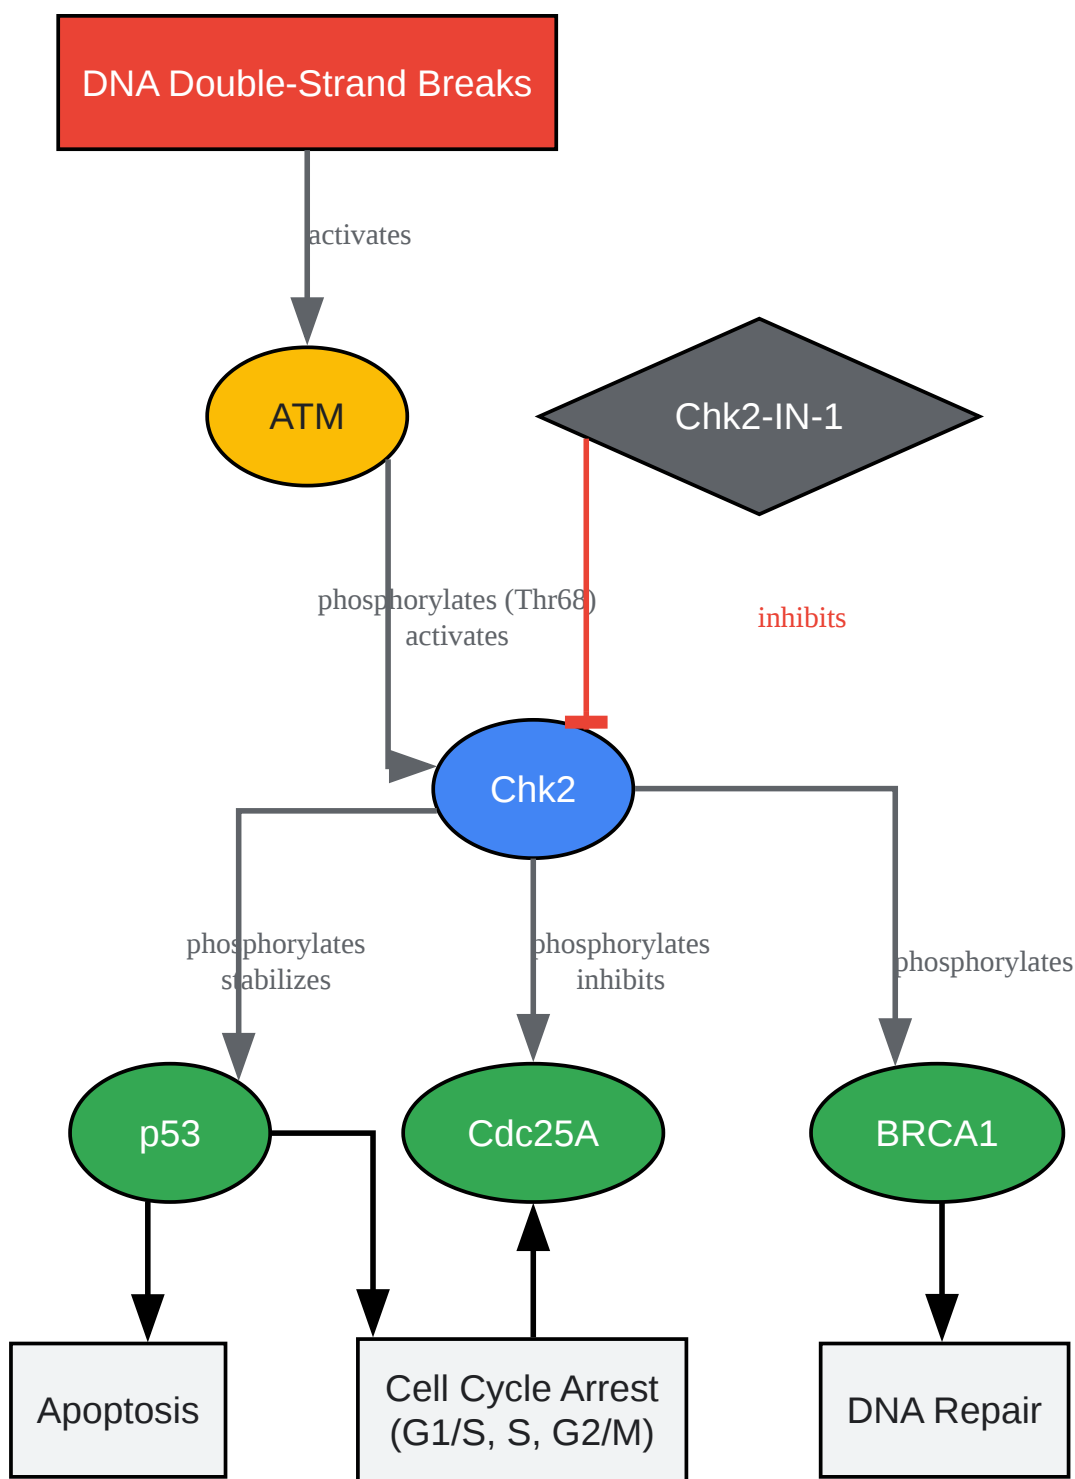 DNA Double-Strand Breaks
activates
ATM
Chk2-IN-1
phosphorylates (Thr68)
activates
inhibits
Chk2
phosphorylates
stabilizes
phosphorylates
inhibits
phosphorylates
p53
Cdc25A
BRCA1
Apoptosis
Cell Cycle Arrest
(G1/S, S, G2/M)
DNA Repair